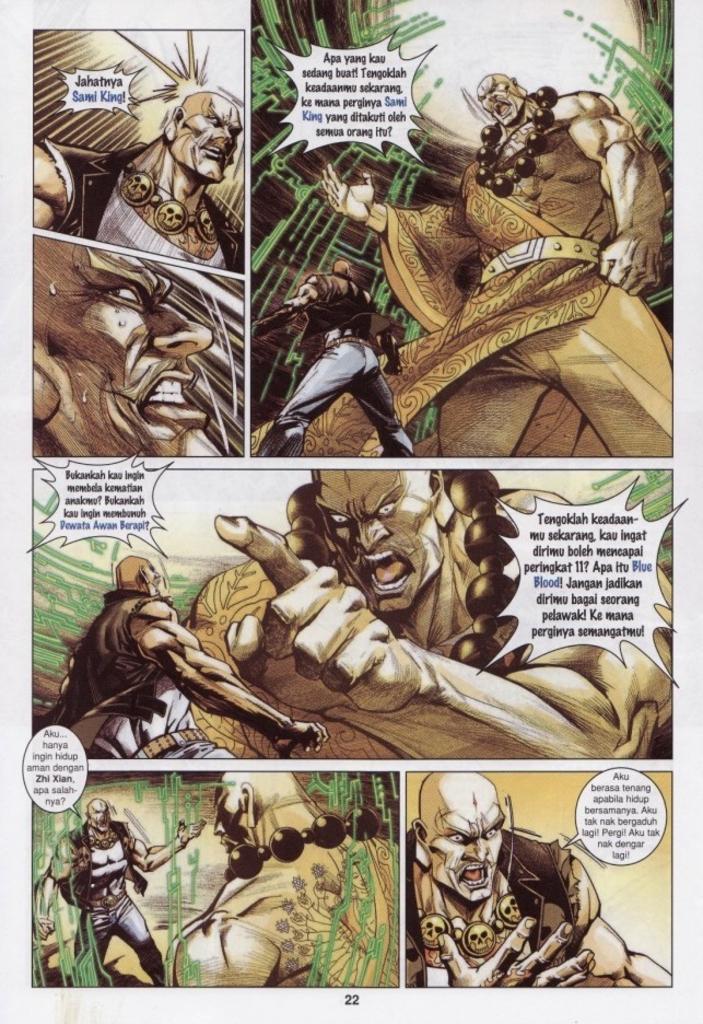 Jahatnya
Sami King!
Apa yang kau
sedang buat! Tengoklah
keadaanmu sekarang,
ke mana perginya Sami
King yang ditakuti oleh
semua orang itu?
Bukankah kau ingin
membela kematian
anakmu? Bukankah
kau ingin membunuh
Dewata Awan Berapi?
Tengoklah keadaan-
mu sekarang, kau ingat
dirimu boleh mencapai
peringkat 11? Apa itu Blue
Blood! Jangan jadikan
dirimu bagai seorang
pelawak! Ke mana
perginya semangatmu!
Aku...
hanya
ingin hidup
aman dengan
Zhi Xian,
apa salah-
nya?
Aku
berasa tenang
apabila hidup
bersamanya. Aku
tak nak bergaduh
lagi! Pergi! Aku tak
nak dengar
lagi!
22